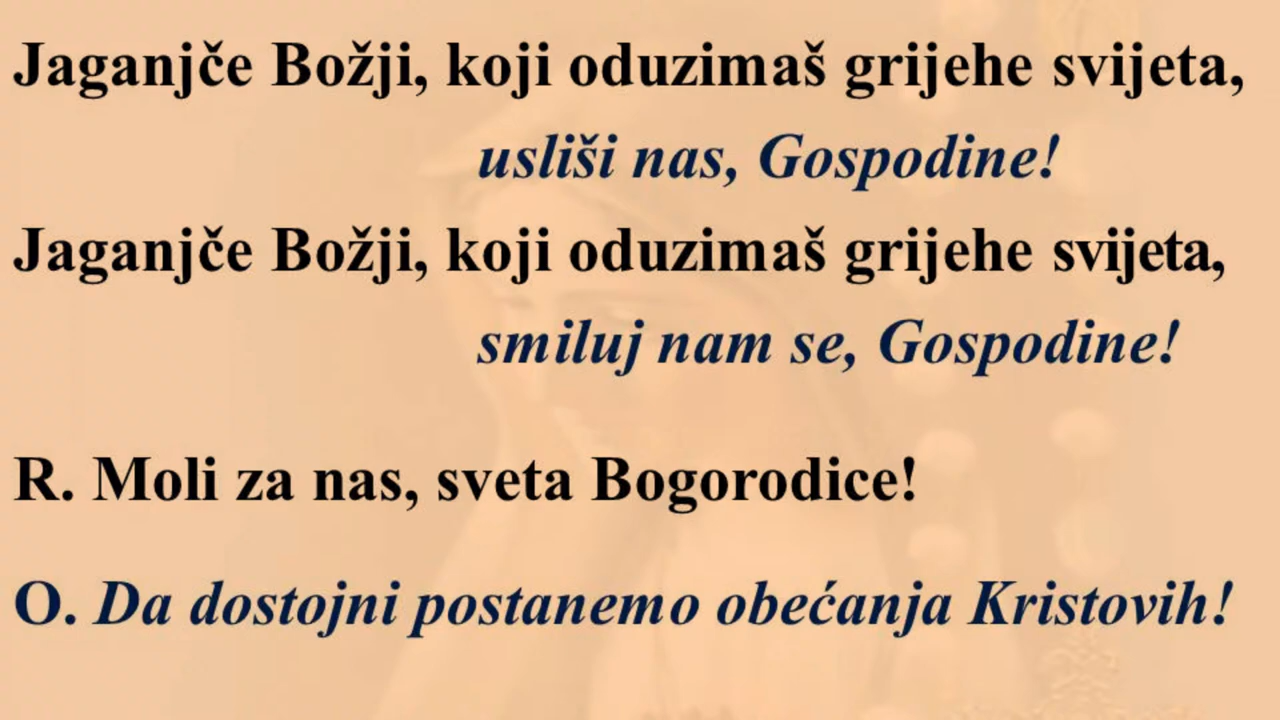 Jaganjče Božji, koji oduzimaš grijehe svijeta,
usliši nas, Gospodine!
Jaganjče Božji, koji oduzimaš grijehe svijeta,
smiluj nam se, Gospodine!
R. Moli za nas, sveta Bogorodice!
O. Da dostojni postanemo obećanja Kristovih!